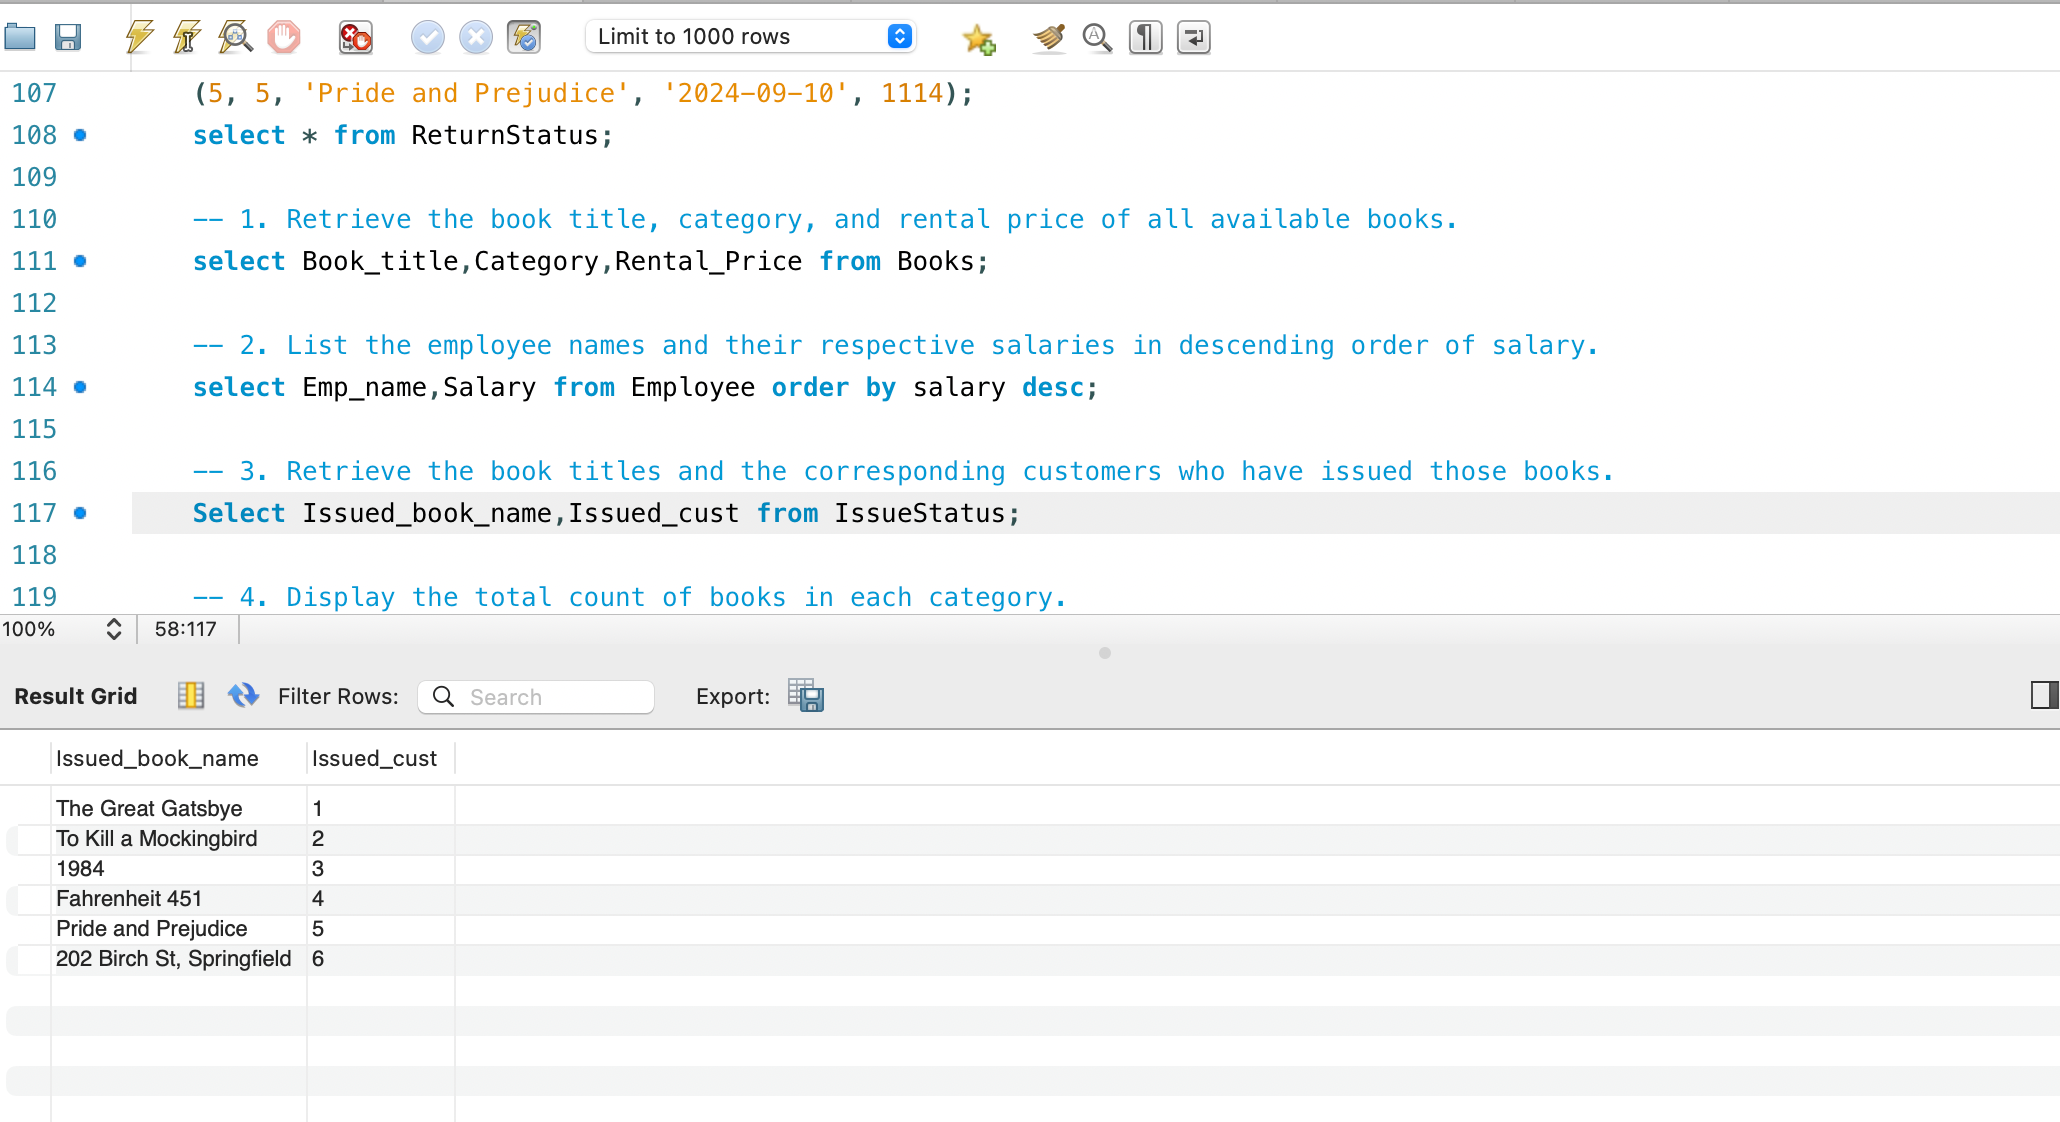 Limit to 1000 rows
107 (5, 5, 'Pride and Prejudice', '2024-09-10', 1114);
108 select * from ReturnStatus;
109
110 -- 1. Retrieve the book title, category, and rental price of all available books.
111 select Book_title,Category,Rental_Price from Books;
112
113 -- 2. List the employee names and their respective salaries in descending order of salary.
114 select Emp_name,Salary from Employee order by salary desc;
115
116 -- 3. Retrieve the book titles and the corresponding customers who have issued those books.
117 Select Issued_book_name,Issued_cust from IssueStatus;
118
119 -- 4. Display the total count of books in each category.
100% 58:117
Result Grid Filter Rows: Search Export:
Issued_book_name Issued_cust
The Great Gatsbye 1
To Kill a Mockingbird 2
1984 3
Fahrenheit 451 4
Pride and Prejudice 5
202 Birch St, Springfield 6